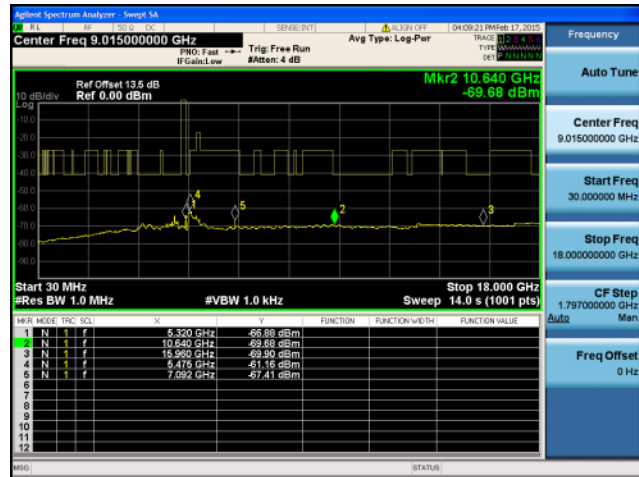 Agilent Spectrum Analyzer - Swept SA
RL RF 50 Ω DC SENSE:INT ALIGN OFF 04:09:21 PM Feb 17, 2015
Center Freq 9.015000000 GHz
PNO: Fast
IFGain:Low
Trig: Free Run
#Atten: 4 dB
Avg Type: Log-Pwr
TRACE 1 2 3 4 5 6
TYPE
DET P N N N N N
Ref Offset 13.5 dB
10 dB/div Ref 0.00 dBm
Log
Mkr2 10.640 GHz
-69.68 dBm
-10.0
-20.0
-30.0
-40.0
-50.0
-60.0
-70.0
-80.0
-90.0
4
1
5
2
3
Start 30 MHz
Stop 18.000 GHz
#Res BW 1.0 MHz #VBW 1.0 kHz Sweep 14.0 s (1001 pts)
MKR MODE TRC SCL X Y FUNCTION FUNCTION WIDTH FUNCTION VALUE
1 N 1 f 5.320 GHz -66.88 dBm
2 N 1 f 10.640 GHz -69.68 dBm
3 N 1 f 15.960 GHz -69.90 dBm
4 N 1 f 5.475 GHz -61.16 dBm
5 N 1 f 7.092 GHz -67.41 dBm
6
7
8
9
10
11
12
MSG STATUS
Frequency
Auto Tune
Center Freq
9.015000000 GHz
Start Freq
30.000000 MHz
Stop Freq
18.000000000 GHz
CF Step
1.797000000 GHz
Auto Man
Freq Offset
0 Hz